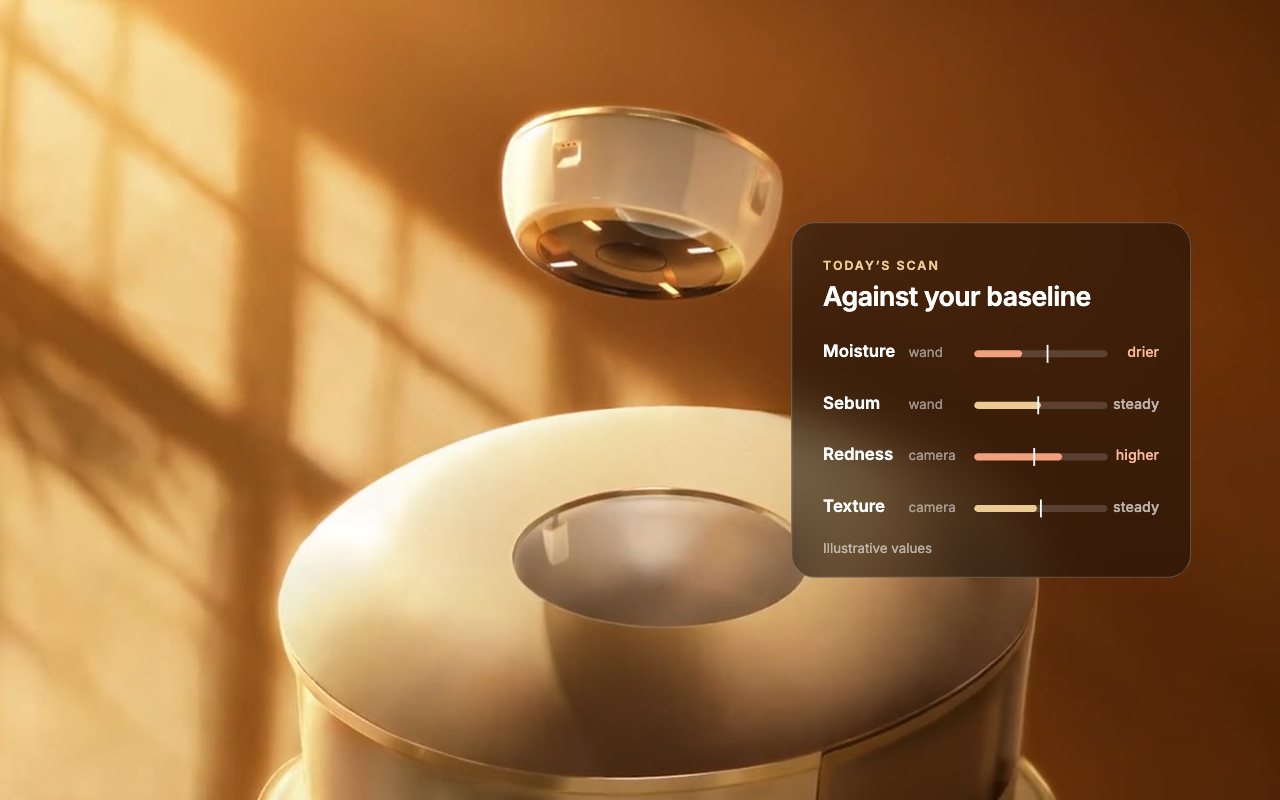 TODAY’S SCAN
Against your baseline
Moisture wand drier
Sebum wand steady
Redness camera higher
Texture camera steady
Illustrative values